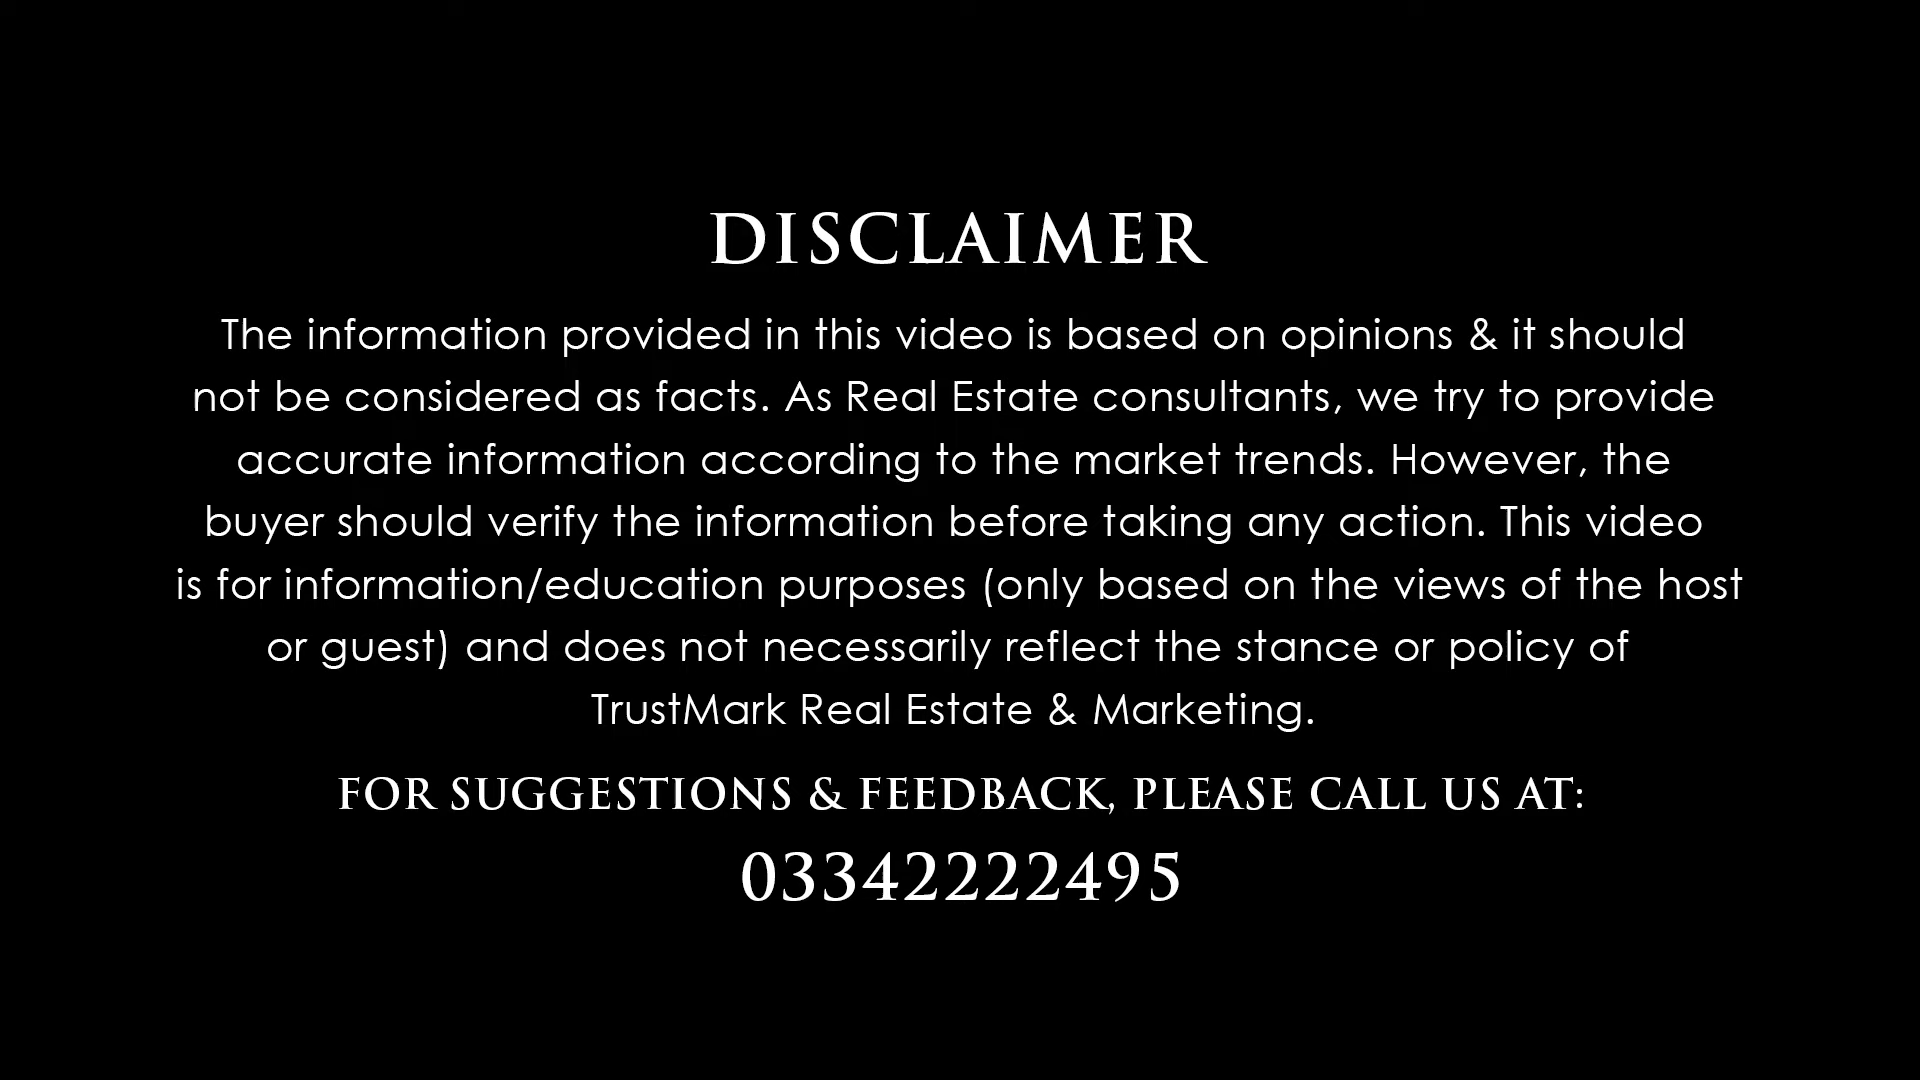 DISCLAIMER
The information provided in this video is based on opinions & it should
not be considered as facts. As Real Estate consultants, we try to provide
accurate information according to the market trends. However, the
buyer should verify the information before taking any action. This video
is for information/education purposes (only based on the views of the host
or guest) and does not necessarily reflect the stance or policy of
TrustMark Real Estate & Marketing.
FOR SUGGESTIONS & FEEDBACK, PLEASE CALL US AT:
03342222495